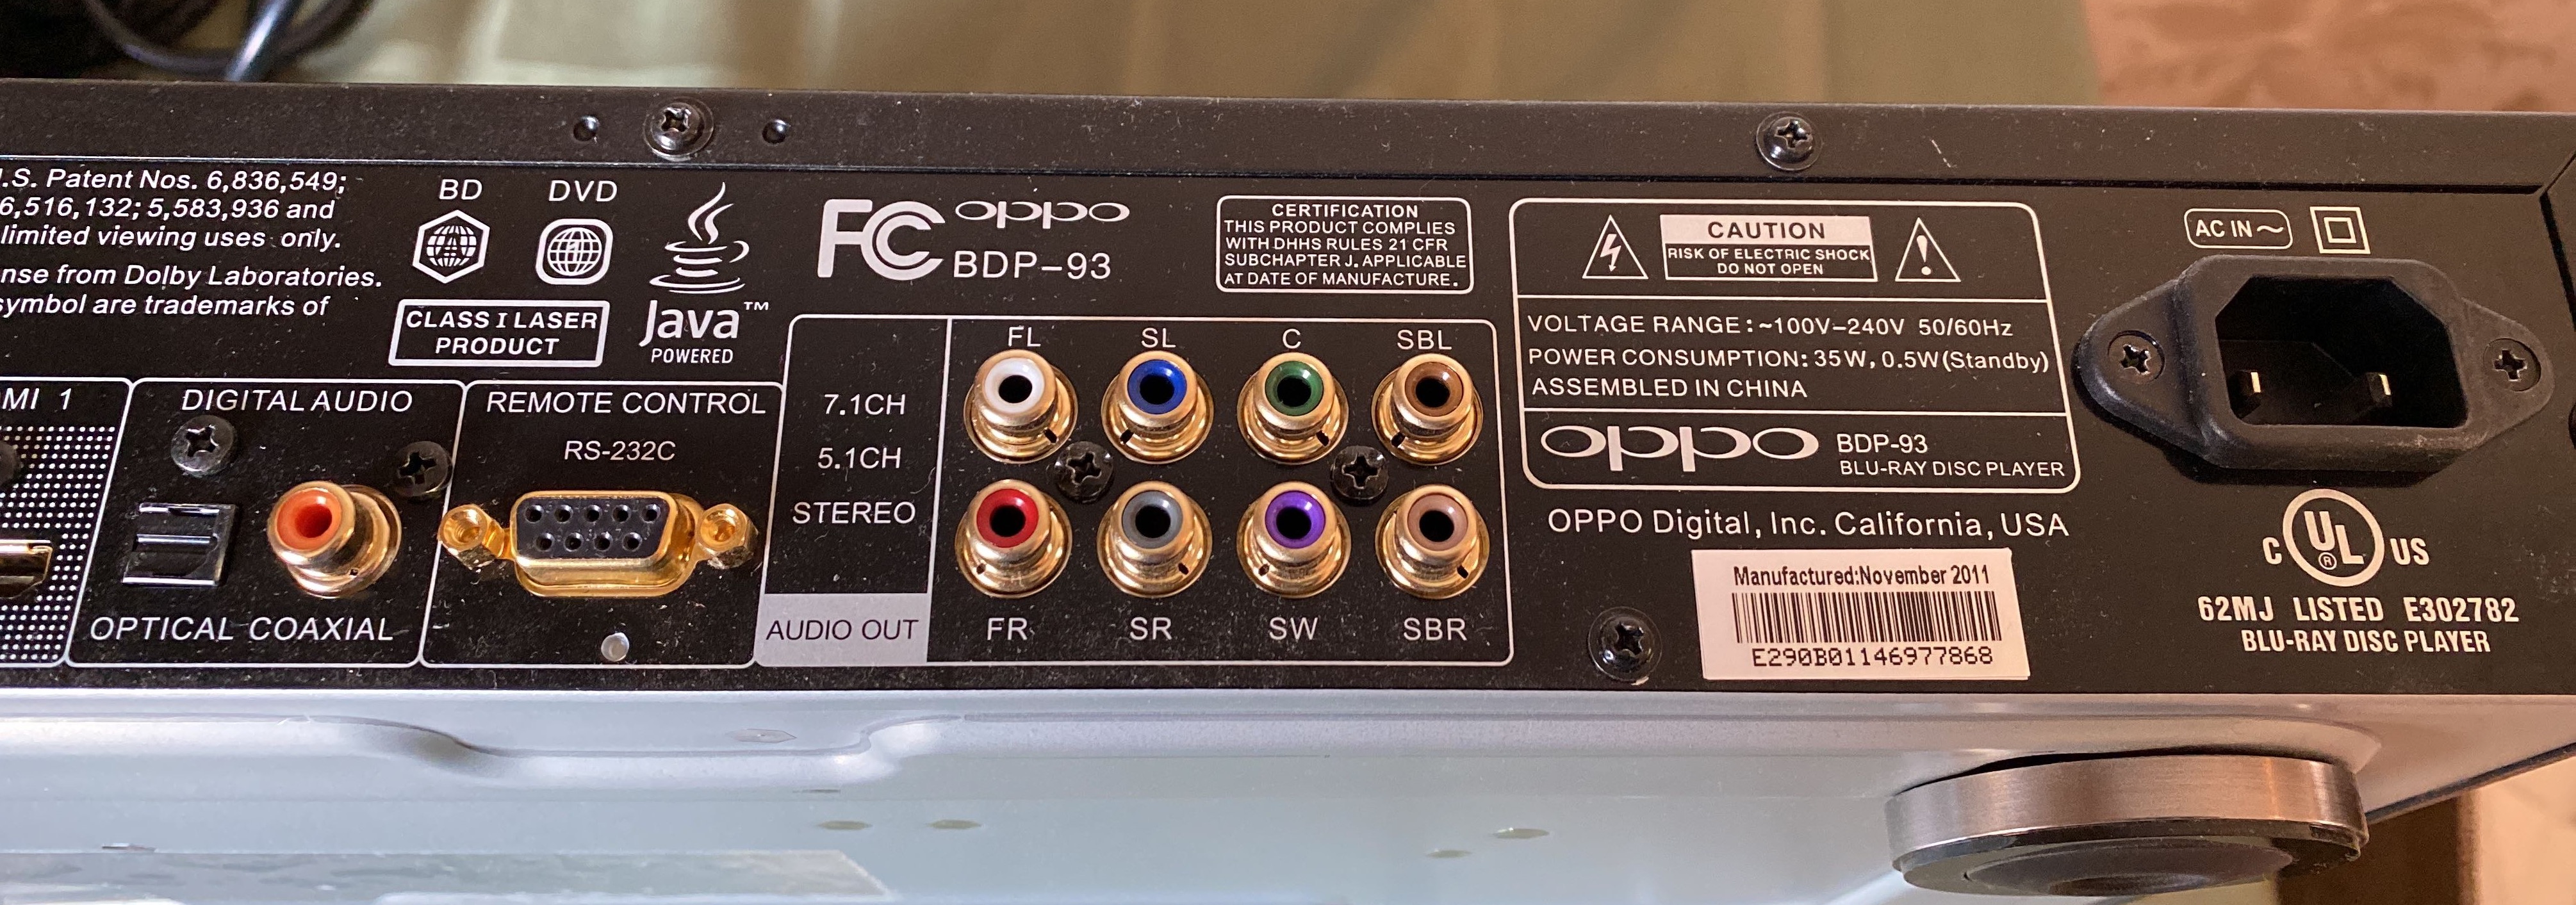 .S. Patent Nos. 6,836,549;
6,516,132; 5,583,936 and
limited viewing uses only.
nse from Dolby Laboratories.
symbol are trademarks of
BD
DVD
CLASS I LASER
PRODUCT
Java™
POWERED
FC
oppo
BDP-93
CERTIFICATION
THIS PRODUCT COMPLIES
WITH DHHS RULES 21 CFR
SUBCHAPTER J. APPLICABLE
AT DATE OF MANUFACTURE.
CAUTION
RISK OF ELECTRIC SHOCK
DO NOT OPEN
VOLTAGE RANGE:~100V-240V 50/60Hz
POWER CONSUMPTION: 35W, 0.5W(Standby)
ASSEMBLED IN CHINA
oppo
BDP-93
BLU-RAY DISC PLAYER
AC IN ~
MI 1
DIGITAL AUDIO
OPTICAL COAXIAL
REMOTE CONTROL
RS-232C
7.1CH
5.1CH
STEREO
AUDIO OUT
FL SL C SBL
FR SR SW SBR
OPPO Digital, Inc. California, USA
Manufactured:November 2011
E290B01146977868
C UL ® US
62MJ LISTED E302782
BLU-RAY DISC PLAYER